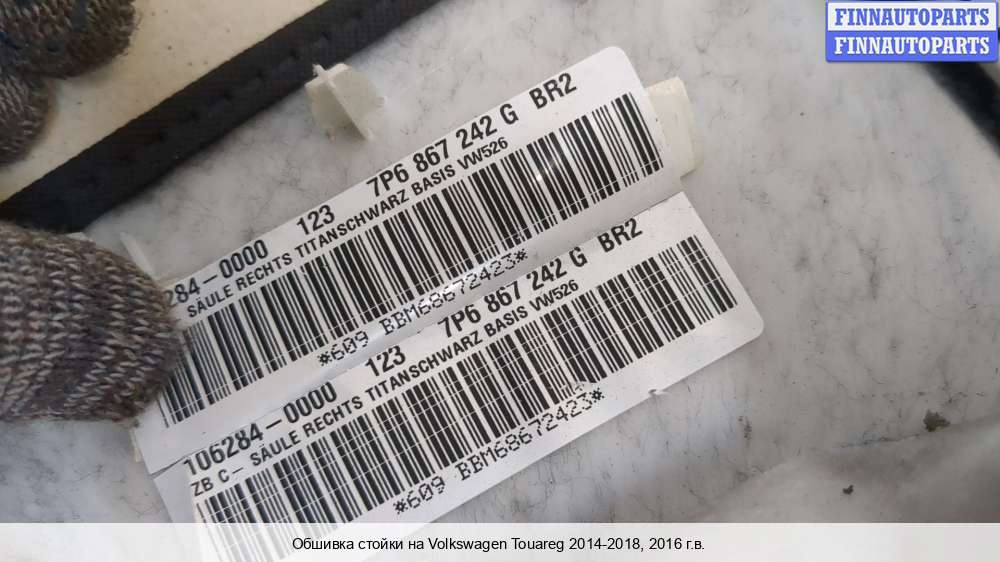 FINNAUTOPARTS
FINNAUTOPARTS
284-0000 123 7P6 867 242 G BR2
SÄULE RECHTS TITANSCHWARZ BASIS VW526
*609 BBM68672423*
106284-0000 123 7P6 867 242 G BR2
ZB C- SÄULE RECHTS TITANSCHWARZ BASIS VW526
*609 BBM68672423*
Обшивка стойки на Volkswagen Touareg 2014-2018, 2016 г.в.